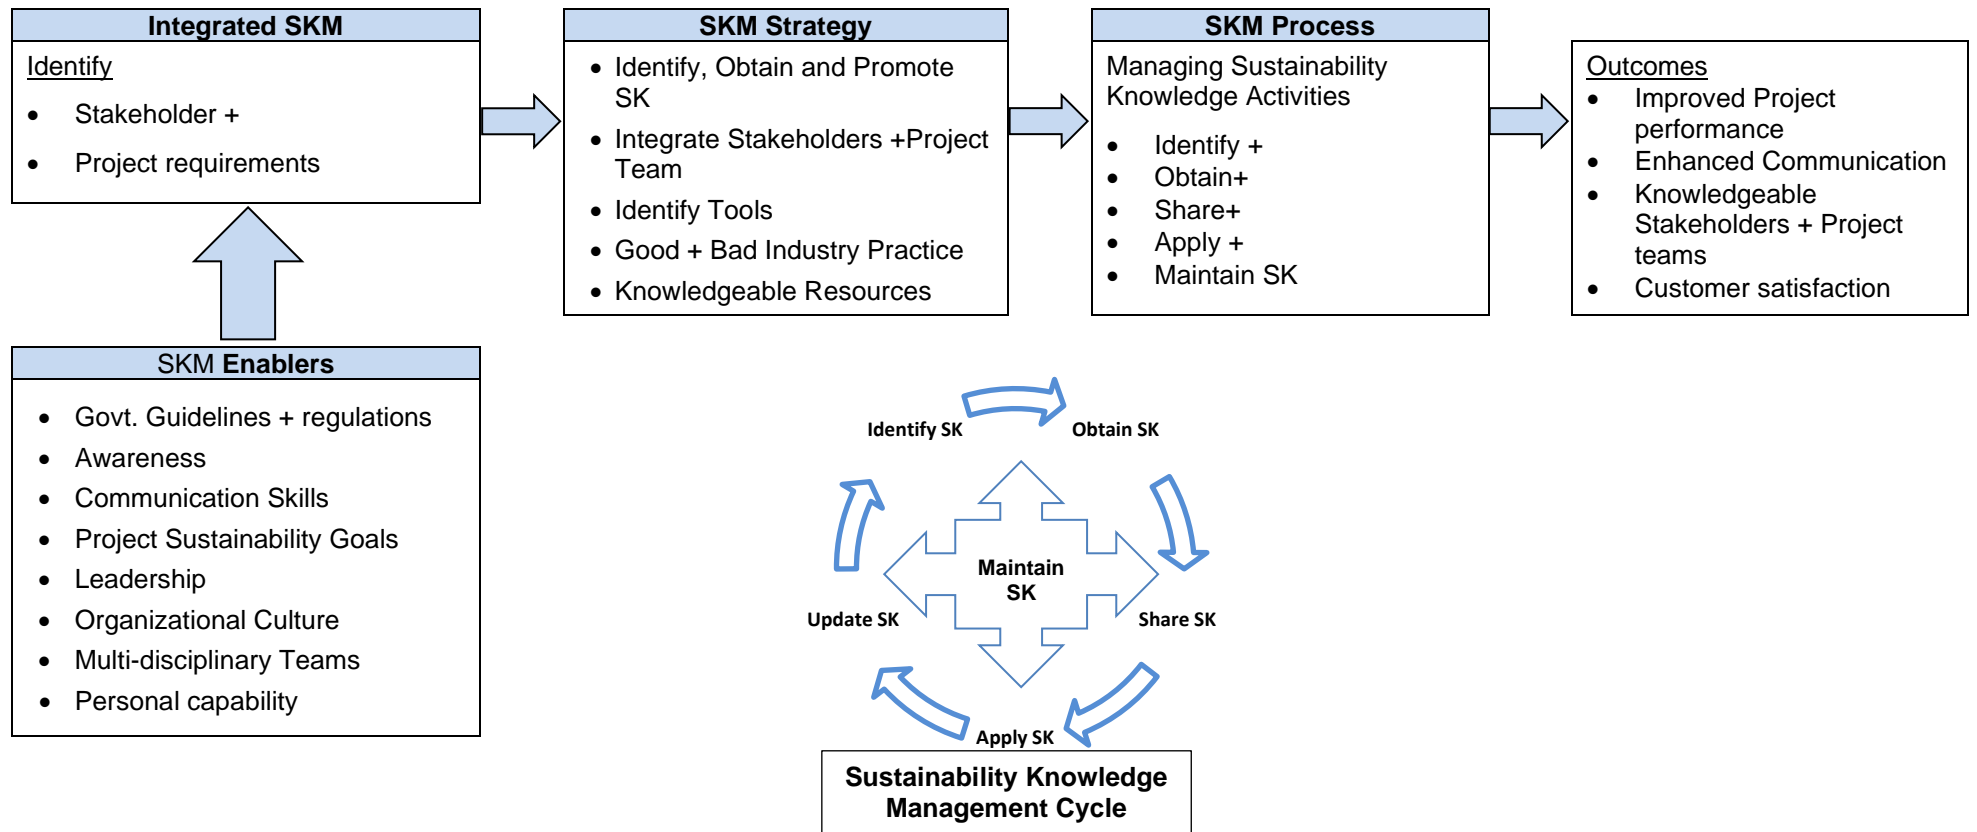 Integrated SKM
Identify
• Stakeholder +
• Project requirements
SKM Strategy
• Identify, Obtain and Promote
SK
• Integrate Stakeholders +Project
Team
• Identify Tools
• Good + Bad Industry Practice
• Knowledgeable Resources
SKM Process
Managing Sustainability
Knowledge Activities
• Identify +
• Obtain+
• Share+
• Apply +
• Maintain SK
Outcomes
• Improved Project
performance
• Enhanced Communication
• Knowledgeable
Stakeholders + Project
teams
• Customer satisfaction
SKM Enablers
• Govt. Guidelines + regulations
• Awareness
• Communication Skills
• Project Sustainability Goals
• Leadership
• Organizational Culture
• Multi-disciplinary Teams
• Personal capability
Identify SK
Obtain SK
Maintain
SK
Update SK
Share SK
Apply SK
Sustainability Knowledge
Management Cycle